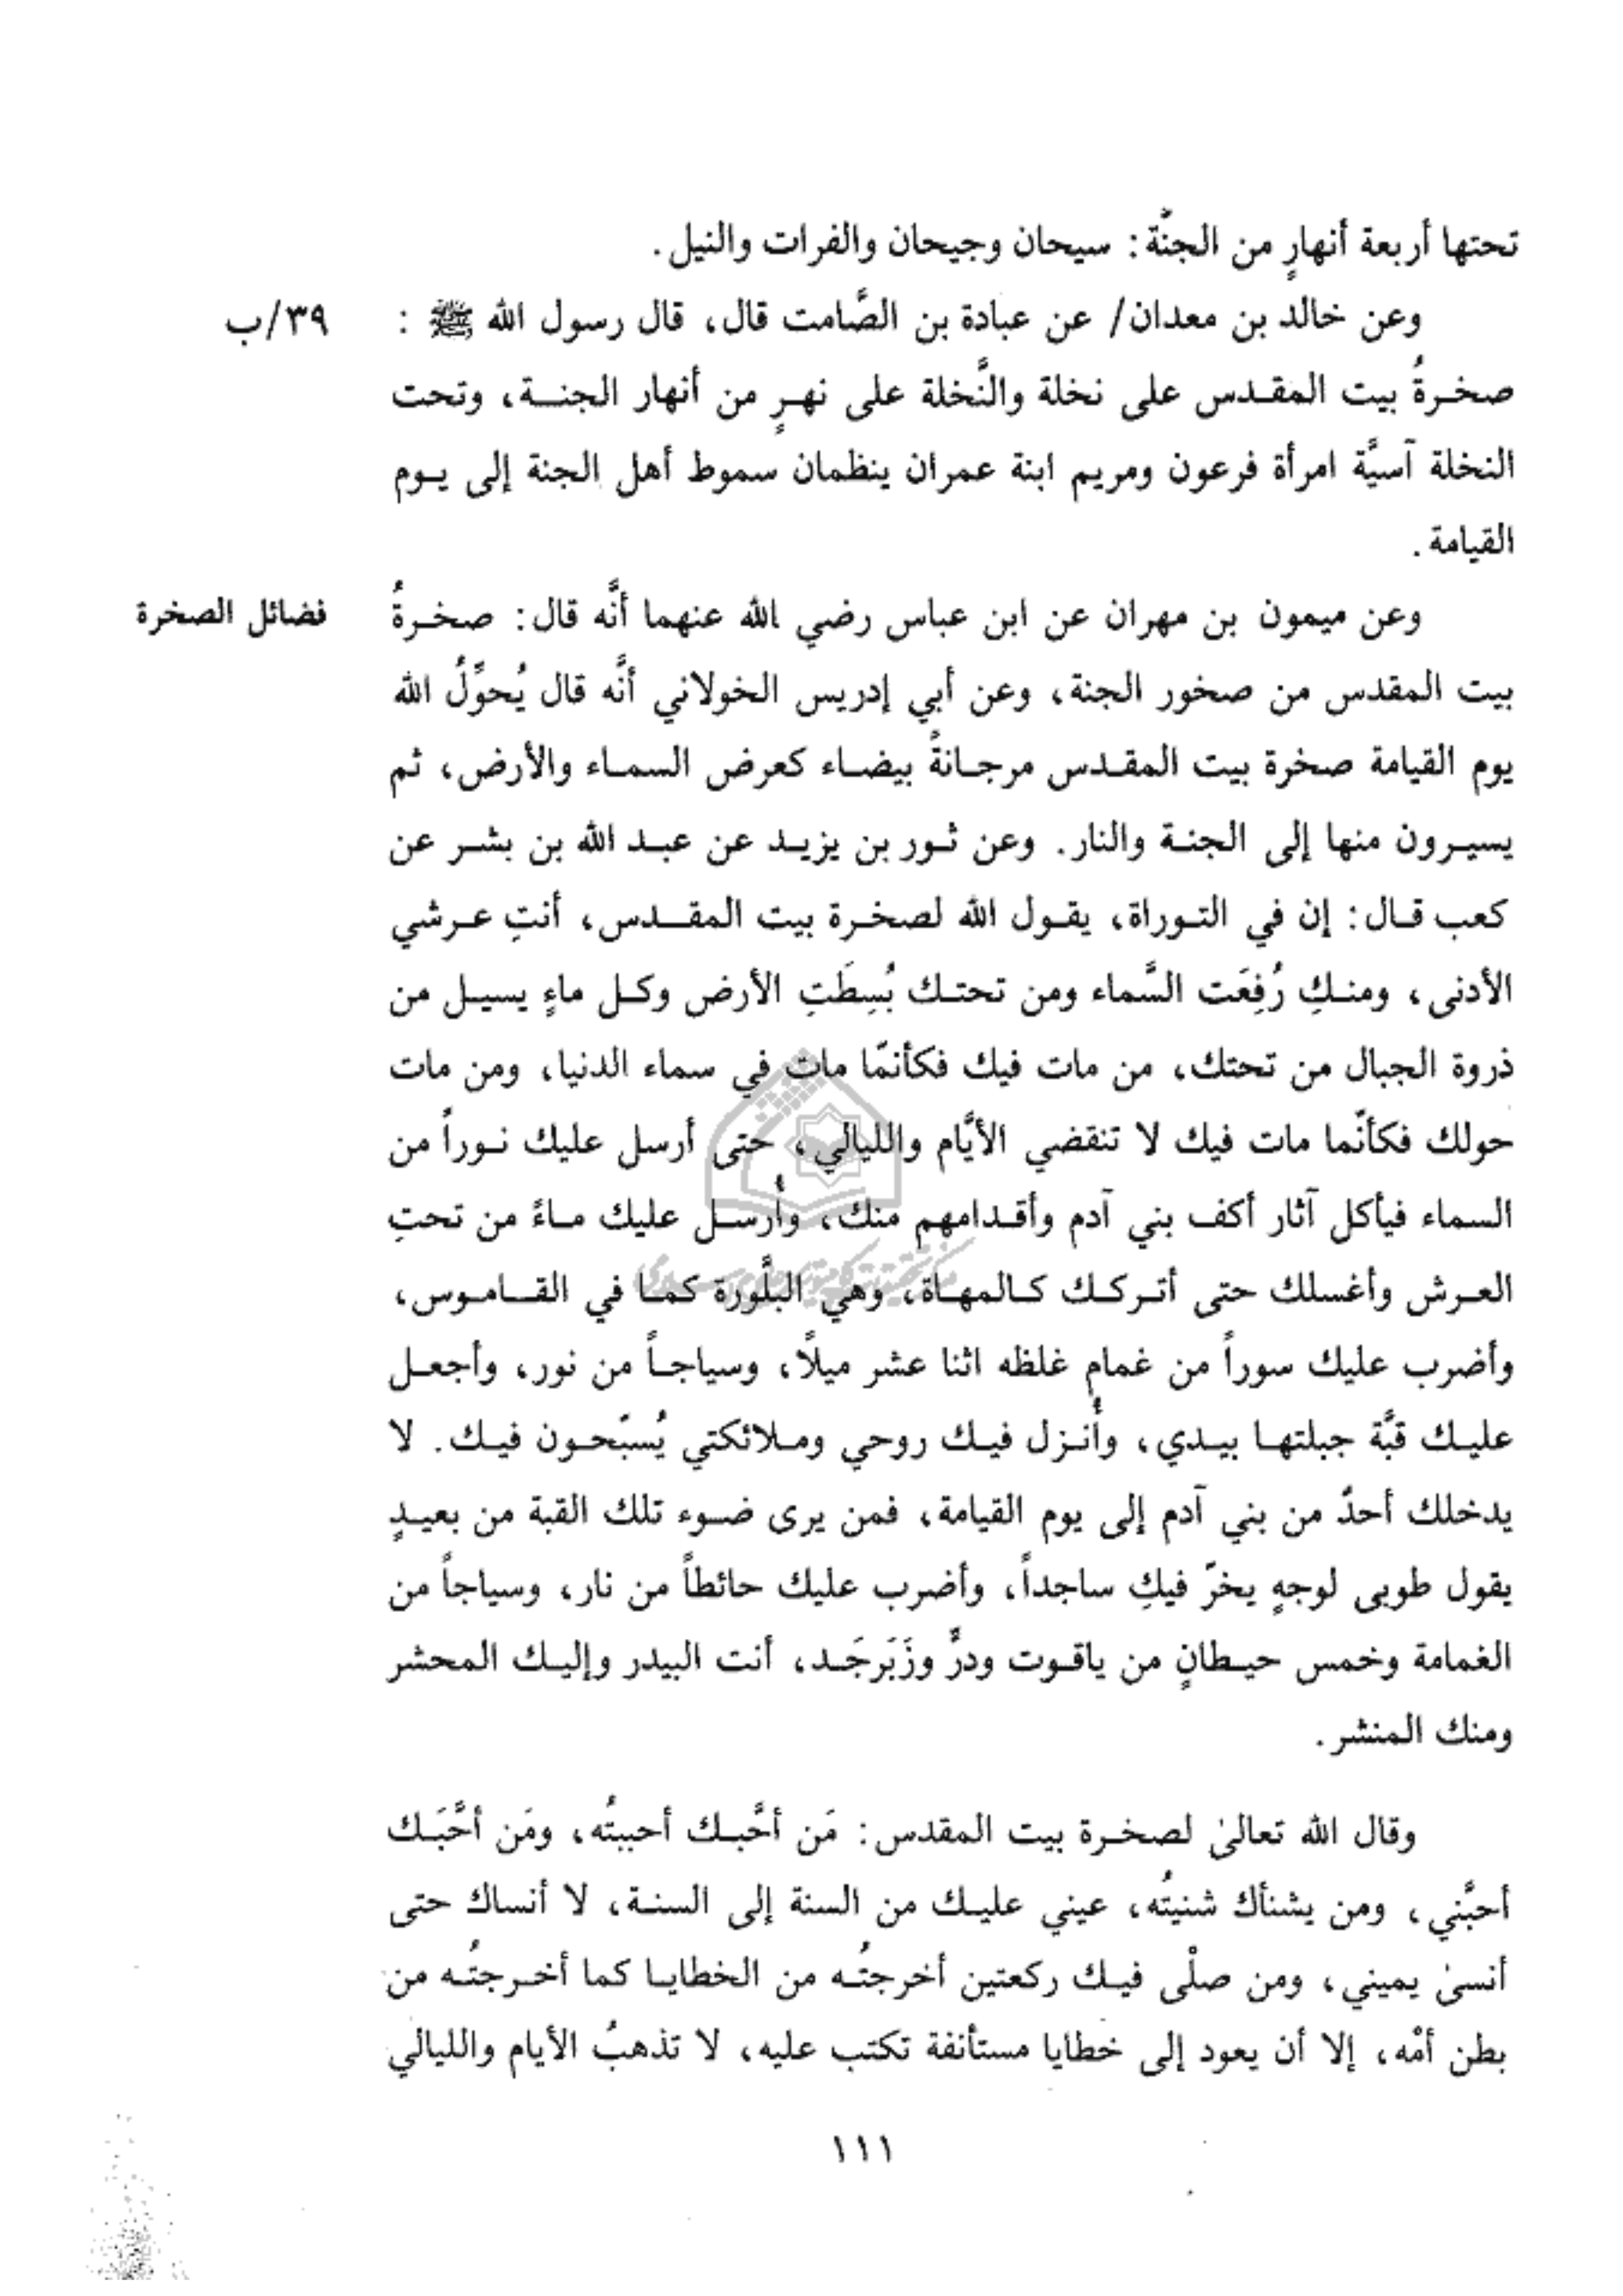 تحتها أربعة أنهارٍ من الجنّة: سيحان وجيحان والفرات والنيل.
وعن خالد بن معدان/ عن عبادة بن الصَّامت قال، قال رسول الله ﷺ : ٣٩/ب
صخرةُ بيت المقدس على نخلة والنَّخلة على نهرٍ من أنهار الجنة، وتحت
النخلة آسيَّة امرأة فرعون ومريم ابنة عمران ينظمان سموط أهل الجنة إلى يوم
القيامة.
وعن ميمون بن مهران عن ابن عباس رضي الله عنهما أنَّه قال: صخرةُ فضائل الصخرة
بيت المقدس من صخور الجنة، وعن أبي إدريس الخولاني أنَّه قال يُحوِّلُ الله
يوم القيامة صخرة بيت المقدس مرجانةً بيضاء كعرض السماء والأرض، ثم
يسيرون منها إلى الجنة والنار. وعن ثور بن يزيد عن عبد الله بن بشر عن
كعب قال: إن في التوراة، يقول الله لصخرة بيت المقدس، أنتِ عرشي
الأدنى، ومنكِ رُفِعَت السَّماء ومن تحتك بُسِطَتِ الأرض وكل ماءٍ يسيل من
ذروة الجبال من تحتك، من مات فيك فكأنمّا مات في سماء الدنيا، ومن مات
حولك فكأنّما مات فيك لا تنقضي الأيَّام والليالي، حتى أرسل عليك نوراً من
السماء فيأكل آثار أكف بني آدم وأقدامهم منك، وأُرسل عليك ماءً من تحتِ
العرش وأغسلك حتى أتركك كالمهاة، وهي البلَّورة كما في القاموس،
وأضرب عليك سوراً من غمامٍ غلظه اثنا عشر ميلاً، وسياجاً من نور، وأجعل
عليك قبَّة جبلتها بيدي، وأُنزل فيك روحي وملائكتي يُسبّحون فيك. لا
يدخلك أحدٌ من بني آدم إلى يوم القيامة، فمن يرى ضوء تلك القبة من بعيدٍ
يقول طوبى لوجهٍ يخرّ فيكِ ساجداً، وأضرب عليك حائطاً من نار، وسياجاً من
الغمامة وخمس حيطانٍ من ياقوت ودرٍّ وزَبَرجَد، أنت البيدر وإليك المحشر
ومنك المنشر.
وقال الله تعالىٰ لصخرة بيت المقدس: مَن أحَّبك أحببتُه، ومَن أحَّبَك
أحبَّني، ومن يشنأك شنيتُه، عيني عليك من السنة إلى السنة، لا أنساك حتى
أنسىٰ يميني، ومن صلّى فيك ركعتين أخرجتُه من الخطايا كما أخرجتُه من
بطن أمّه، إلا أن يعود إلى خطايا مستأنفة تكتب عليه، لا تذهبُ الأيام والليالي
١١١